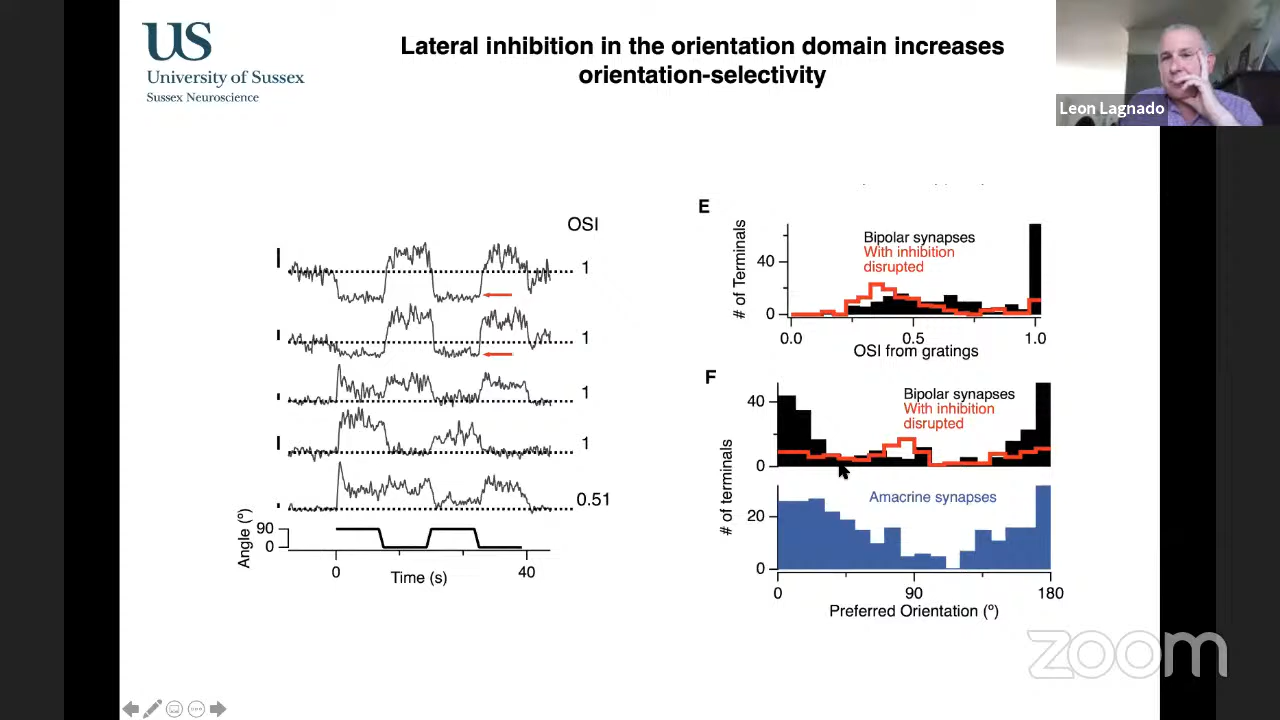 US
University of Sussex
Sussex Neuroscience
Lateral inhibition in the orientation domain increases
orientation-selectivity
Leon Lagnado
OSI
1
1
1
1
0.51
Angle (º)
90
0
0
40
Time (s)
E
# of Terminals
40
0
Bipolar synapses
With inhibition
disrupted
0.0
0.5
1.0
OSI from gratings
F
# of terminals
40
0
Bipolar synapses
With inhibition
disrupted
Amacrine synapses
20
0
0
90
180
Preferred Orientation (º)
zoom